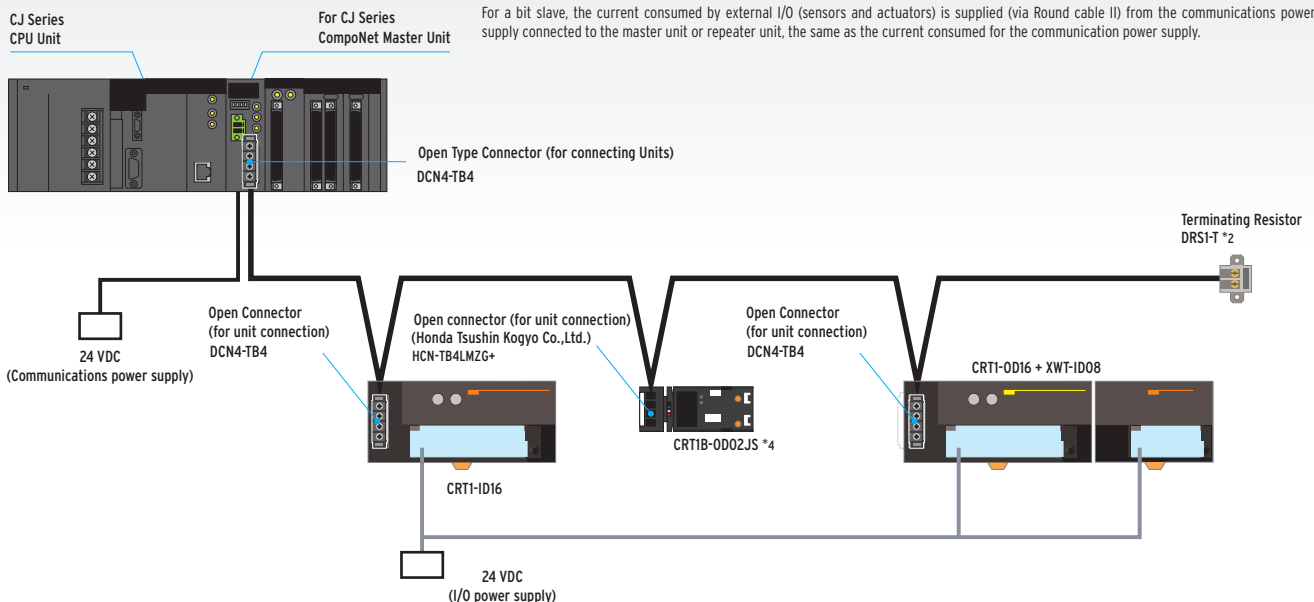 CJ Series
CPU Unit
For CJ Series
CompoNet Master Unit
For a bit slave, the current consumed by external I/O (sensors and actuators) is supplied (via Round cable II) from the communications power
supply connected to the master unit or repeater unit, the same as the current consumed for the communication power supply.
Open Type Connector (for connecting Units)
DCN4-TB4
Terminating Resistor
DRS1-T *2
24 VDC
(Communications power supply)
Open Connector
(for unit connection)
DCN4-TB4
Open connector (for unit connection)
(Honda Tsushin Kogyo Co.,Ltd.)
HCN-TB4LMZG+
Open Connector
(for unit connection)
DCN4-TB4
CRT1-OD16 + XWT-ID08
CRT1B-OD02JS *4
CRT1-ID16
24 VDC
(I/O power supply)